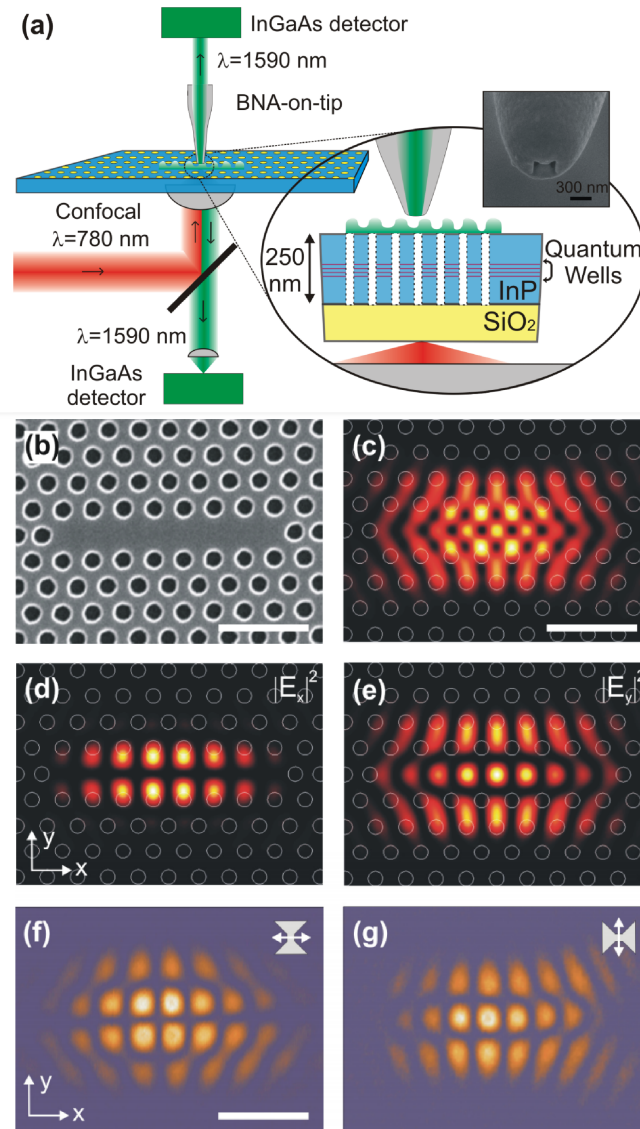 (a)
InGaAs detector
λ=1590 nm
BNA-on-tip
300 nm
Confocal
λ=780 nm
250
nm
Quantum
Wells
InP
SiO₂
λ=1590 nm
InGaAs
detector
(b)
(c)
(d)
|Eₓ|²
(e)
|Eᵧ|²
y
x
(f)
(g)
y
x